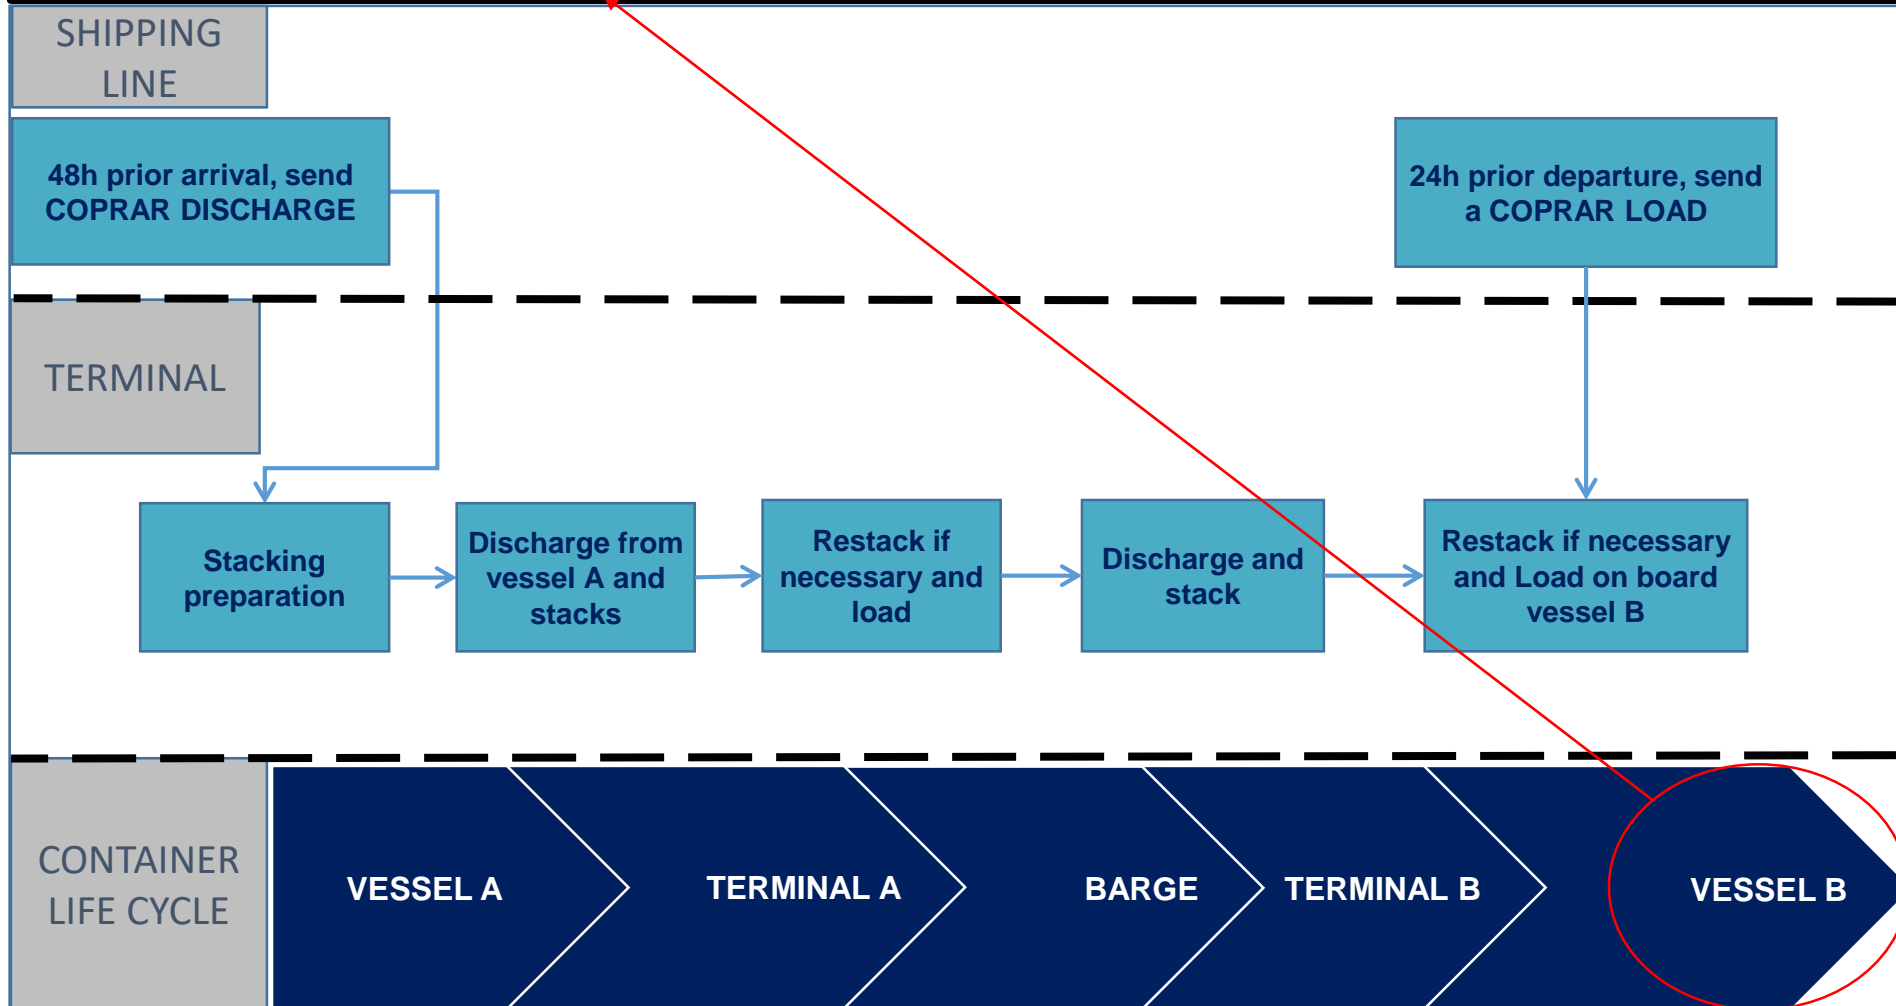 SHIPPING
LINE
48h prior arrival, send
COPRAR DISCHARGE
24h prior departure, send
a COPRAR LOAD
TERMINAL
Stacking
preparation
Discharge from
vessel A and
stacks
Restack if
necessary and
load
Discharge and
stack
Restack if necessary
and Load on board
vessel B
CONTAINER
LIFE CYCLE
VESSEL A
TERMINAL A
BARGE
TERMINAL B
VESSEL B